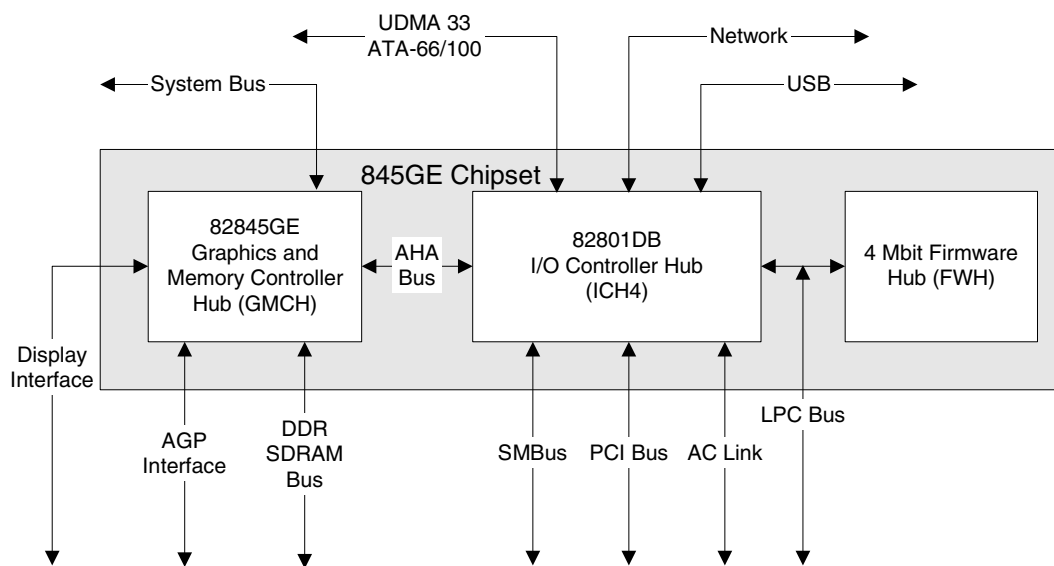 UDMA 33
ATA-66/100
Network
System Bus
USB
845GE Chipset
82845GE
Graphics and
Memory Controller
Hub (GMCH)
AHA
Bus
82801DB
I/O Controller Hub
(ICH4)
4 Mbit Firmware
Hub (FWH)
Display
Interface
AGP
Interface
DDR
SDRAM
Bus
SMBus
PCI Bus
AC Link
LPC Bus